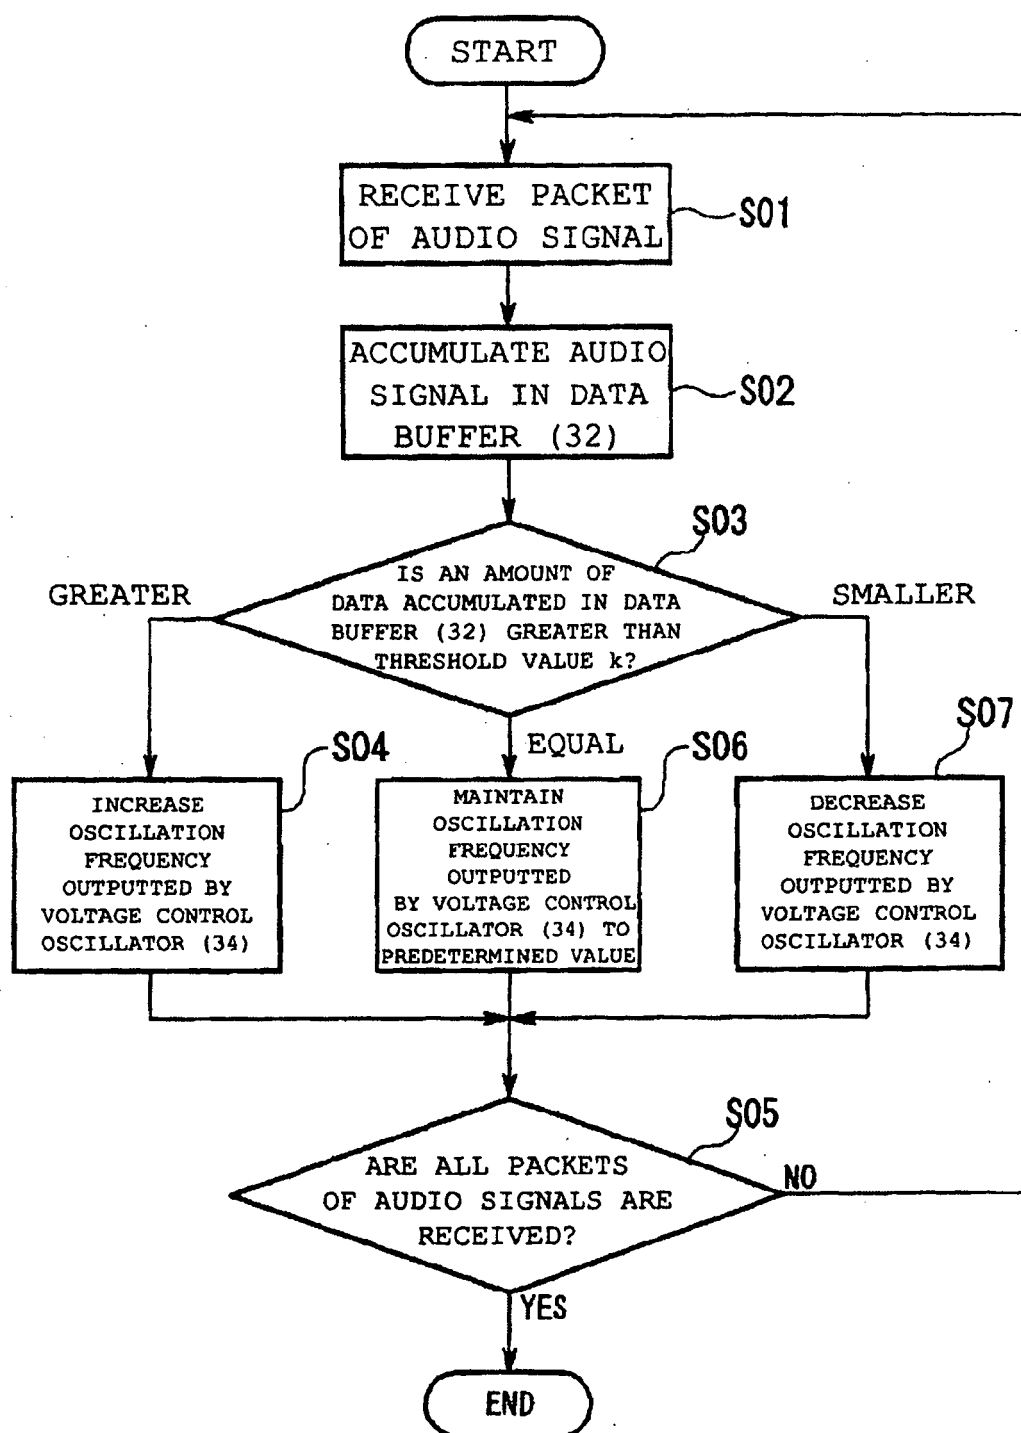 START
RECEIVE PACKET
OF AUDIO SIGNAL
S01
ACCUMULATE AUDIO
SIGNAL IN DATA
BUFFER (32)
S02
S03
IS AN AMOUNT OF
DATA ACCUMULATED IN DATA
BUFFER (32) GREATER THAN
THRESHOLD VALUE k?
GREATER
SMALLER
EQUAL
S04
INCREASE
OSCILLATION
FREQUENCY
OUTPUTTED BY
VOLTAGE CONTROL
OSCILLATOR (34)
S06
MAINTAIN
OSCILLATION
FREQUENCY
OUTPUTTED
BY VOLTAGE CONTROL
OSCILLATOR (34) TO
PREDETERMINED VALUE
S07
DECREASE
OSCILLATION
FREQUENCY
OUTPUTTED BY
VOLTAGE CONTROL
OSCILLATOR (34)
S05
ARE ALL PACKETS
OF AUDIO SIGNALS ARE
RECEIVED?
NO
YES
END